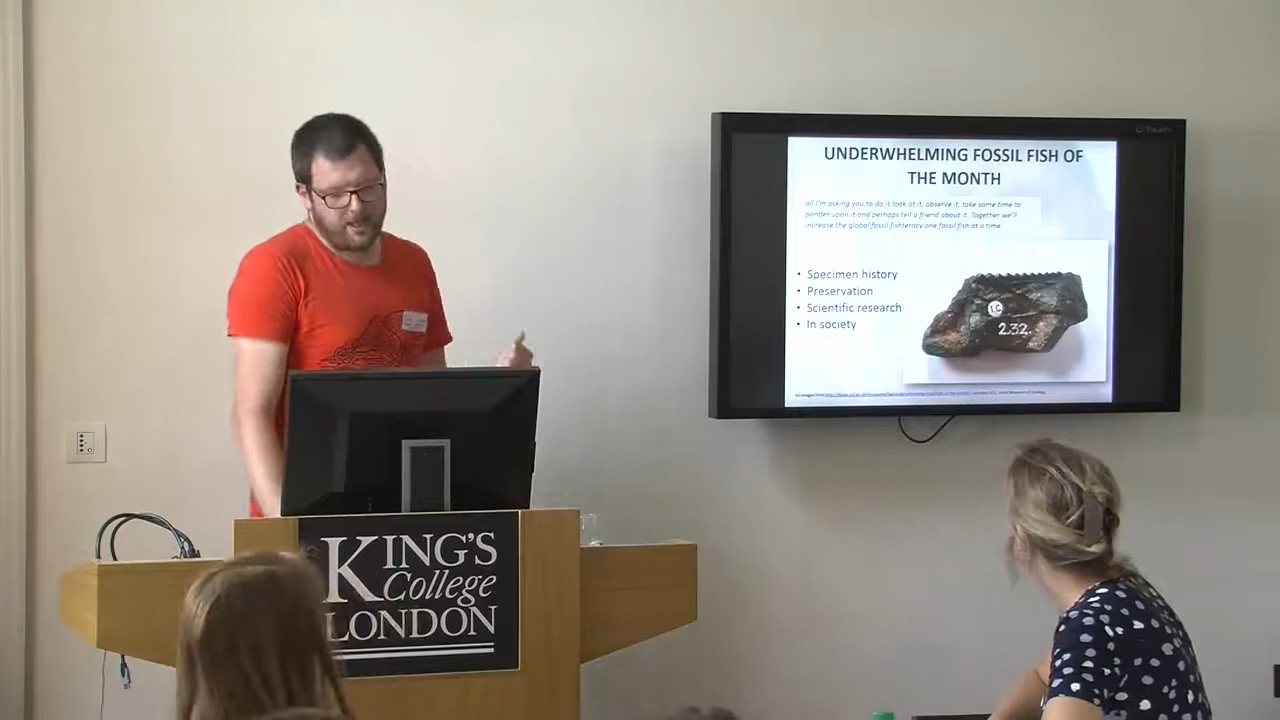 UNDERWHELMING FOSSIL FISH OF
THE MONTH
all I'm asking you to do is look at it, observe it, take some time to
ponder upon it and perhaps tell a friend about it. Together we'll
increase the global fossil fishteracy one fossil fish at a time
• Specimen history
• Preservation
• Scientific research
• In society
I.C
2.32.
KING'S
College
LONDON